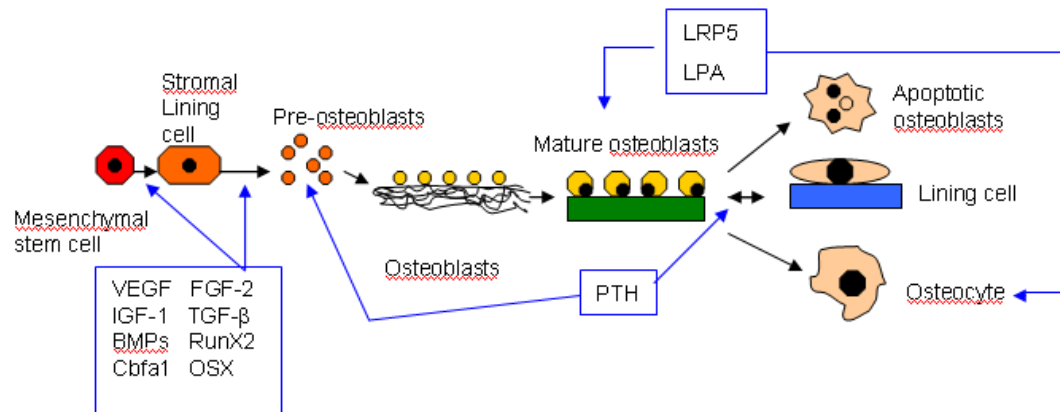 LRP5
LPA
Stromal
Lining
cell
Pre-osteoblasts
Mature osteoblasts
Apoptotic
osteoblasts
Lining cell
Mesenchymal
stem cell
Osteoblasts
PTH
Osteocyte
VEGF FGF-2
IGF-1 TGF-β
BMPs RunX2
Cbfa1 OSX